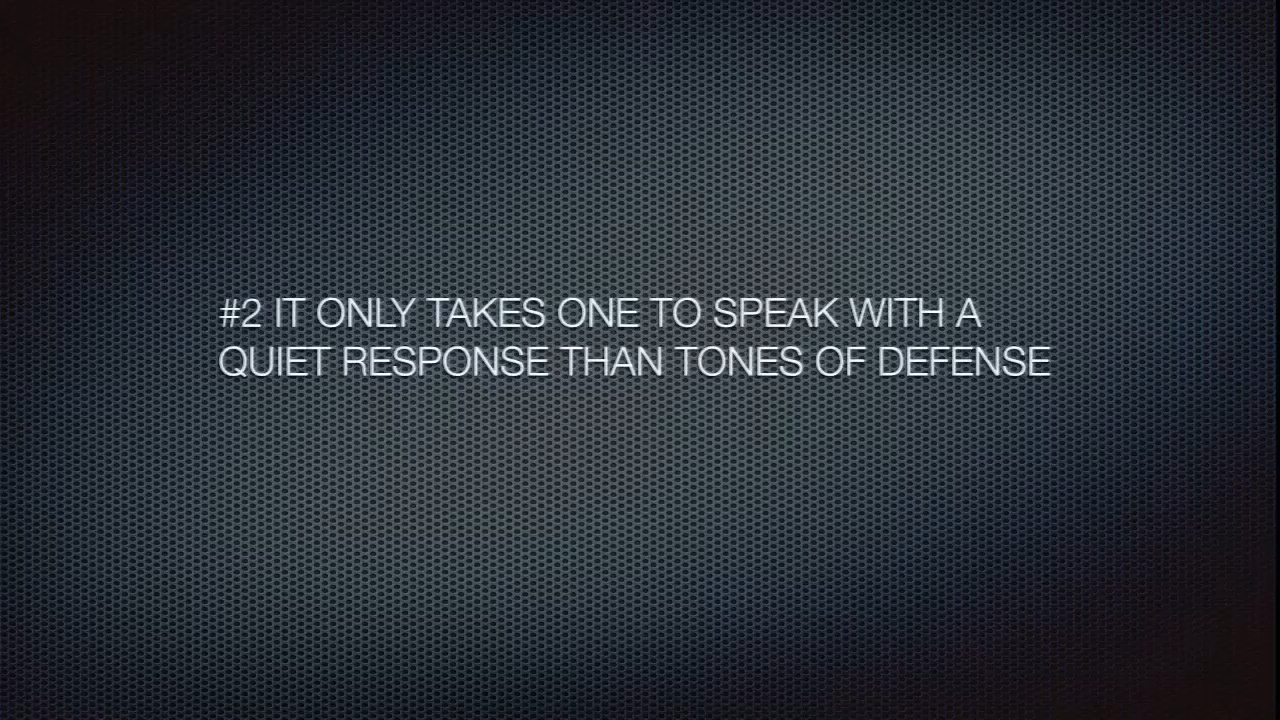 #2 IT ONLY TAKES ONE TO SPEAK WITH A
QUIET RESPONSE THAN TONES OF DEFENSE